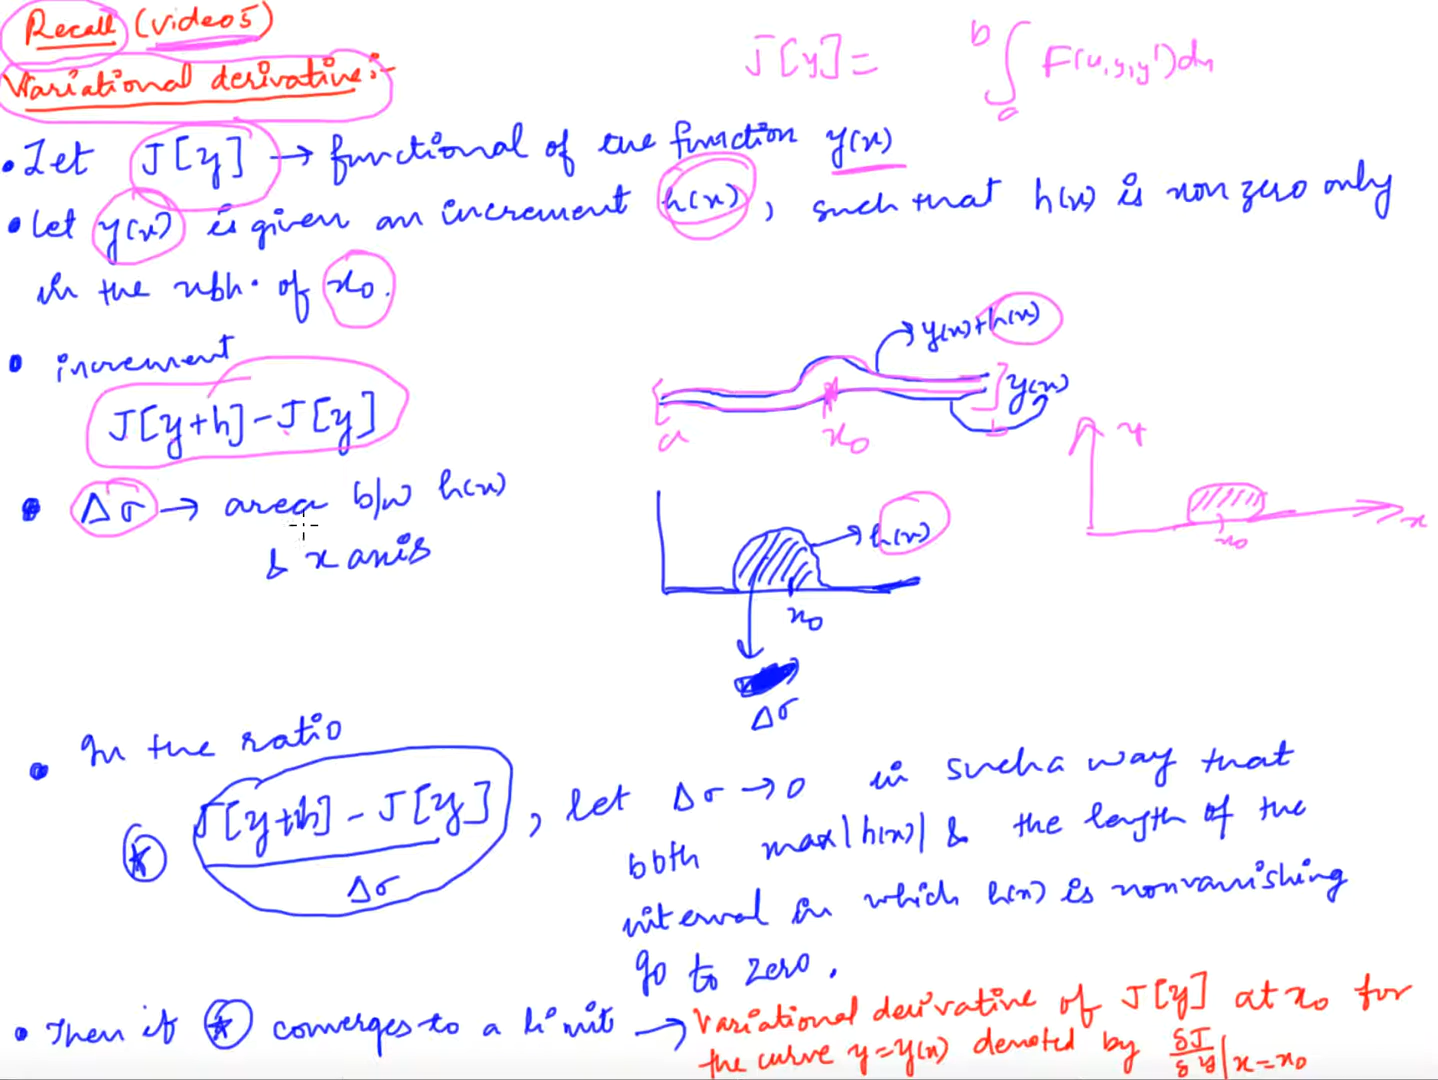 Recall (video 5)
Variational derivative:-
J[y] = ∫ₐᵇ F(x,y,y')dx
• Let J[y] → functional of the function y(x)
• Let y(x) is given an increment h(x), such that h(x) is non zero only
in the nbh. of x₀.
• increment
J[y+h] - J[y]
y(x)+h(x)
y(x)
a
x₀
• Δσ → area b/w h(x)
& x axis
h(x)
x₀
Δσ
x
x₀
• In the ratio
⊛ (J[y+h] - J[y])/Δσ , let Δσ → 0 in such a way that
both max|h(x)| & the length of the
interval in which h(x) is nonvanishing
go to zero.
• Then if ⊛ converges to a limit → Variational derivative of J[y] at x₀ for
the curve y=y(x) denoted by δJ/δy|x=x₀